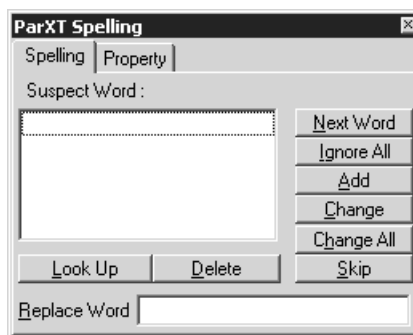 ParXT Spelling
Spelling Property
Suspect Word :
Next Word
Ignore All
Add
Change
Change All
Look Up Delete Skip
Replace Word